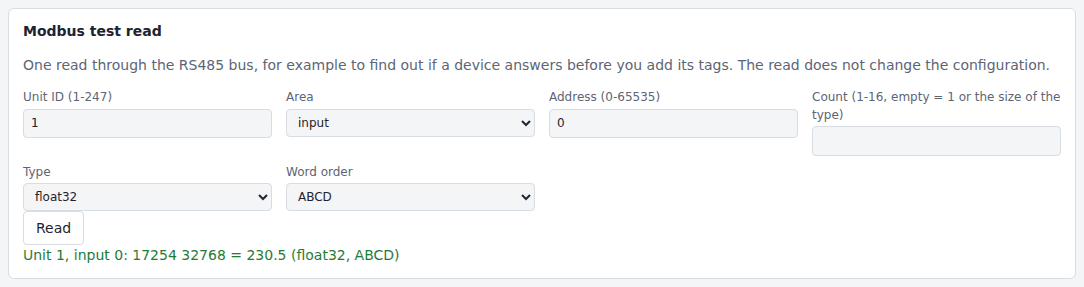 Modbus test read
One read through the RS485 bus, for example to find out if a device answers before you add its tags. The read does not change the configuration.
Unit ID (1-247)
Area
Address (0-65535)
Count (1-16, empty = 1 or the size of the
type)
1
input
0
Type
Word order
float32
ABCD
Read
Unit 1, input 0: 17254 32768 = 230.5 (float32, ABCD)